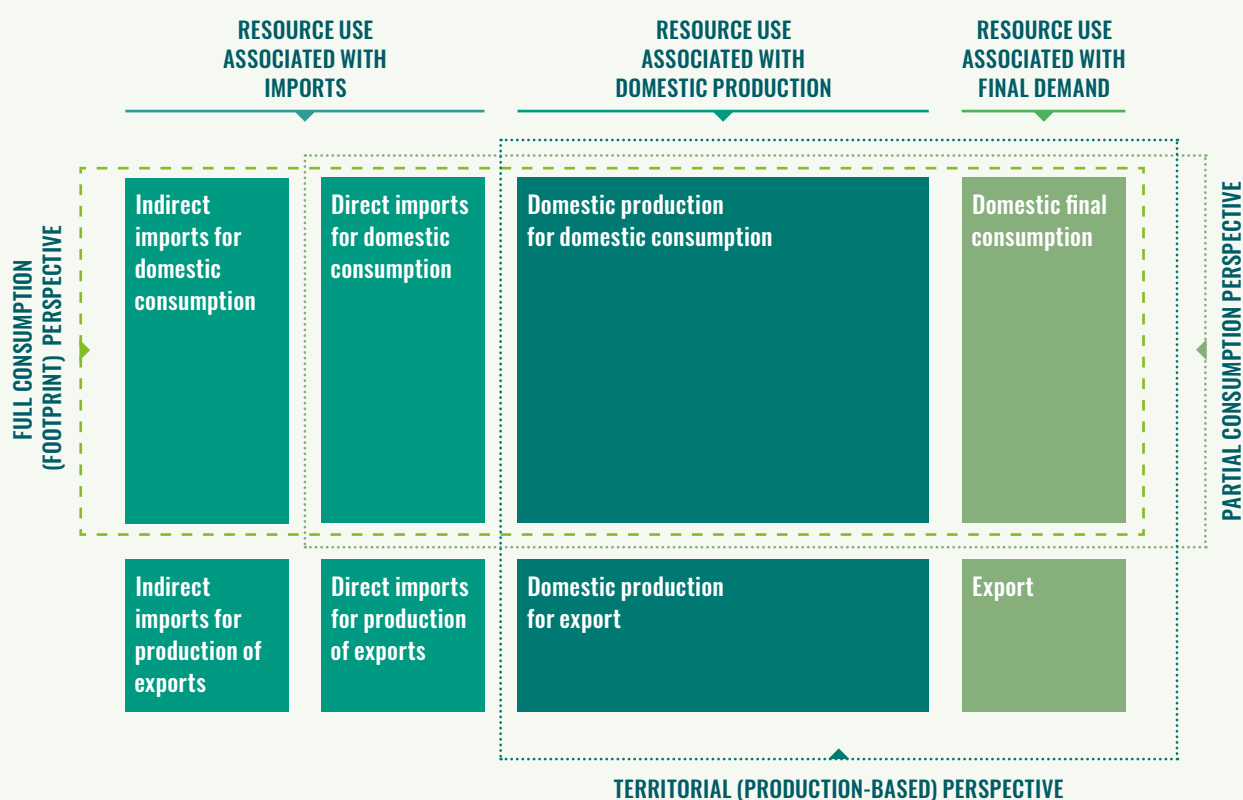 RESOURCE USE
ASSOCIATED WITH
IMPORTS
RESOURCE USE
ASSOCIATED WITH
DOMESTIC PRODUCTION
RESOURCE USE
ASSOCIATED WITH
FINAL DEMAND
FULL CONSUMPTION
(FOOTPRINT) PERSPECTIVE
Indirect
imports for
domestic
consumption
Direct imports
for domestic
consumption
Domestic production
for domestic consumption
Domestic final
consumption
PARTIAL CONSUMPTION PERSPECTIVE
Indirect
imports for
production of
exports
Direct imports
for production
of exports
Domestic production
for export
Export
TERRITORIAL (PRODUCTION-BASED) PERSPECTIVE